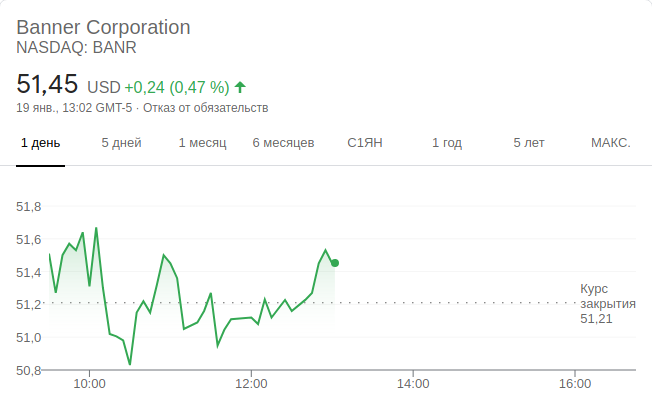 Banner Corporation
NASDAQ: BANR
51,45 USD +0,24 (0,47 %)
19 янв., 13:02 GMT-5 · Отказ от обязательств
1 день 5 дней 1 месяц 6 месяцев С1ЯН 1 год 5 лет МАКС.
51,8
51,6
51,4
51,2
51,0
50,8
Курс
закрытия
51,21
10:00 12:00 14:00 16:00